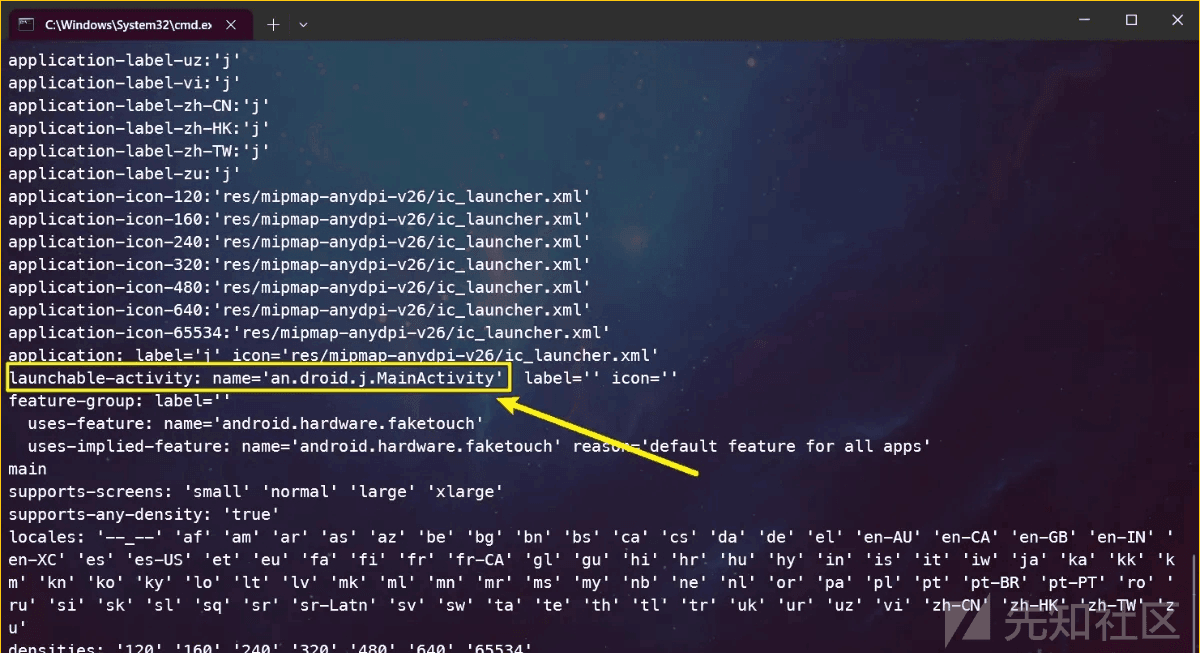 C:\Windows\System32\cmd.ex
application-label-uz:'j'
application-label-vi:'j'
application-label-zh-CN:'j'
application-label-zh-HK:'j'
application-label-zh-TW:'j'
application-label-zu:'j'
application-icon-120:'res/mipmap-anydpi-v26/ic_launcher.xml'
application-icon-160:'res/mipmap-anydpi-v26/ic_launcher.xml'
application-icon-240:'res/mipmap-anydpi-v26/ic_launcher.xml'
application-icon-320:'res/mipmap-anydpi-v26/ic_launcher.xml'
application-icon-480:'res/mipmap-anydpi-v26/ic_launcher.xml'
application-icon-640:'res/mipmap-anydpi-v26/ic_launcher.xml'
application-icon-65534:'res/mipmap-anydpi-v26/ic_launcher.xml'
application: label='j' icon='res/mipmap-anydpi-v26/ic_launcher.xml'
launchable-activity: name='an.droid.j.MainActivity'  label='' icon=''
feature-group: label=''
  uses-feature: name='android.hardware.faketouch'
  uses-implied-feature: name='android.hardware.faketouch' reason='default feature for all apps'
main
supports-screens: 'small' 'normal' 'large' 'xlarge'
supports-any-density: 'true'
locales: '--_--' 'af' 'am' 'ar' 'as' 'az' 'be' 'bg' 'bn' 'bs' 'ca' 'cs' 'da' 'de' 'el' 'en-AU' 'en-CA' 'en-GB' 'en-IN' '
en-XC' 'es' 'es-US' 'et' 'eu' 'fa' 'fi' 'fr' 'fr-CA' 'gl' 'gu' 'hi' 'hr' 'hu' 'hy' 'in' 'is' 'it' 'iw' 'ja' 'ka' 'kk' 'k
m' 'kn' 'ko' 'ky' 'lo' 'lt' 'lv' 'mk' 'ml' 'mn' 'mr' 'ms' 'my' 'nb' 'ne' 'nl' 'or' 'pa' 'pl' 'pt' 'pt-BR' 'pt-PT' 'ro' '
ru' 'si' 'sk' 'sl' 'sq' 'sr' 'sr-Latn' 'sv' 'sw' 'ta' 'te' 'th' 'tl' 'tr' 'uk' 'ur' 'uz' 'vi' 'zh-CN' 'zh-HK' 'zh-TW' 'z
u'
densities: '120' '160' '240' '320' '480' '640' '65534'
先知社区